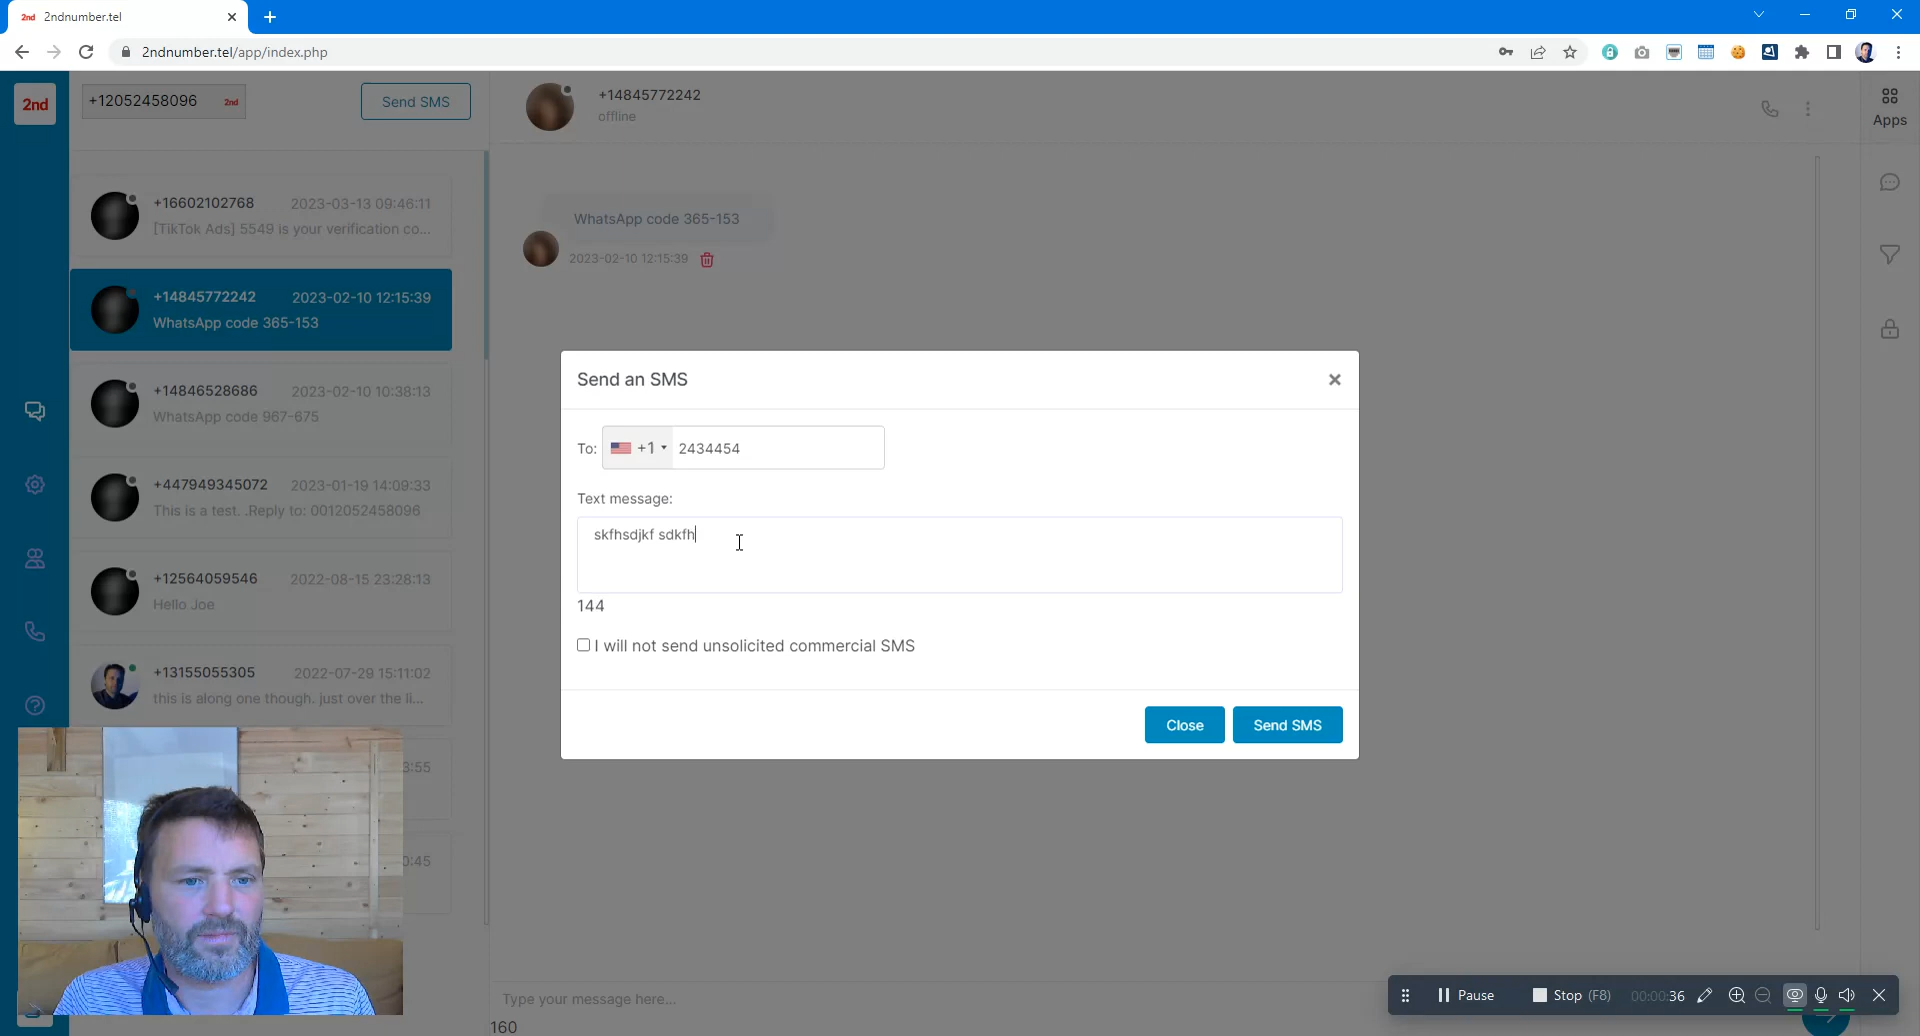 2nd 2ndnumber.tel
2ndnumber.tel/app/index.php
2nd
+12052458096 2nd
Send SMS
+14845772242
offline
Apps
+16602102768 2023-03-13 09:46:11
[TikTok Ads] 5549 is your verification co...
+14845772242 2023-02-10 12:15:39
WhatsApp code 365-153
+14846528686 2023-02-10 10:38:13
WhatsApp code 967-675
+447949345072 2023-01-19 14:09:33
This is a test. .Reply to: 0012052458096
+12564059546 2022-08-15 23:28:13
Hello Joe
+13155055305 2022-07-29 15:11:02
this is along one though. just over the li...
3:55
0:45
WhatsApp code 365-153
2023-02-10 12:15:39
Send an SMS
To: +1 2434454
Text message:
skfhsdjkf sdkfh
144
I will not send unsolicited commercial SMS
Close Send SMS
Type your message here...
160
Pause Stop (F8) 00:00:36